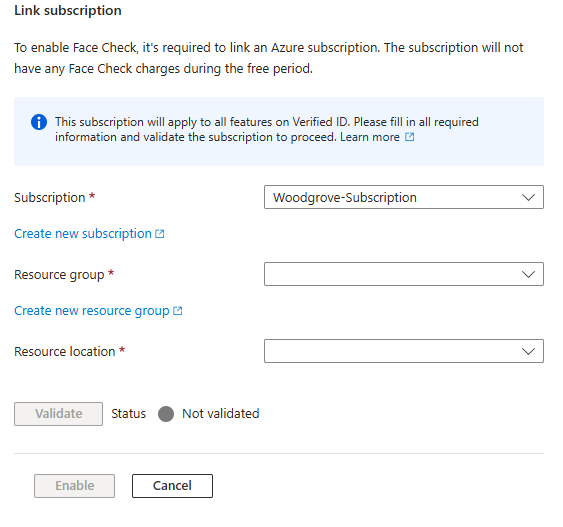 Link subscription
To enable Face Check, it's required to link an Azure subscription. The subscription will not
have any Face Check charges during the free period.
This subscription will apply to all features on Verified ID. Please fill in all required
information and validate the subscription to proceed. Learn more
Subscription * Woodgrove-Subscription
Create new subscription
Resource group *
Create new resource group
Resource location *
Validate Status Not validated
Enable Cancel